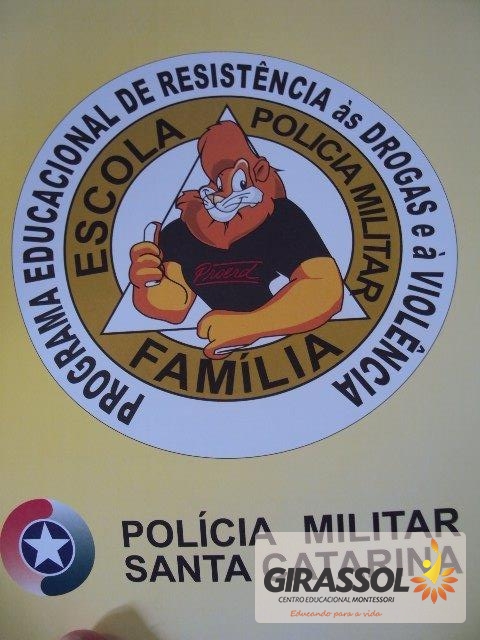 PROGRAMA EDUCACIONAL DE RESISTÊNCIA às DROGAS e à VIOLÊNCIA
ESCOLA
POLICIA MILITAR
Proerd
FAMÍLIA
POLÍCIA MILITAR
SANTA CATARINA
GIRASSOL
CENTRO EDUCACIONAL MONTESSORI
Educando para a vida